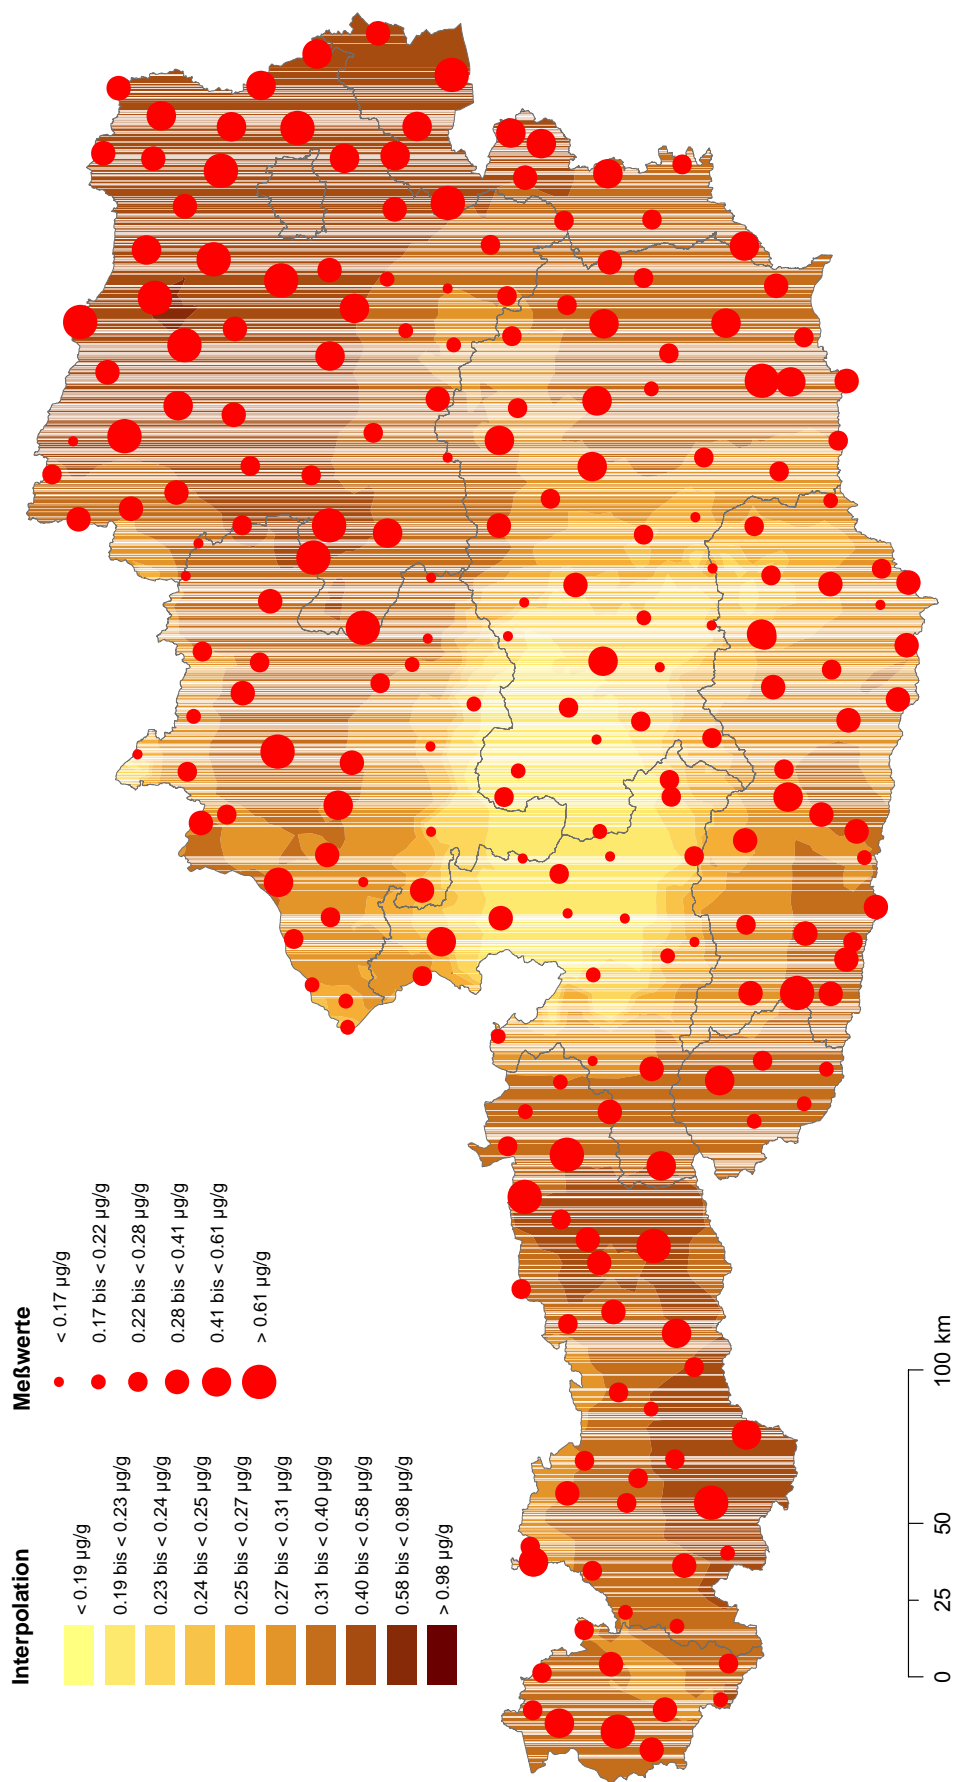 Interpolation
< 0.19 µg/g
0.19 bis < 0.23 µg/g
0.23 bis < 0.24 µg/g
0.24 bis < 0.25 µg/g
0.25 bis < 0.27 µg/g
0.27 bis < 0.31 µg/g
0.31 bis < 0.40 µg/g
0.40 bis < 0.58 µg/g
0.58 bis < 0.98 µg/g
> 0.98 µg/g
Meßwerte
< 0.17 µg/g
0.17 bis < 0.22 µg/g
0.22 bis < 0.28 µg/g
0.28 bis < 0.41 µg/g
0.41 bis < 0.61 µg/g
> 0.61 µg/g
0 25 50 100 km